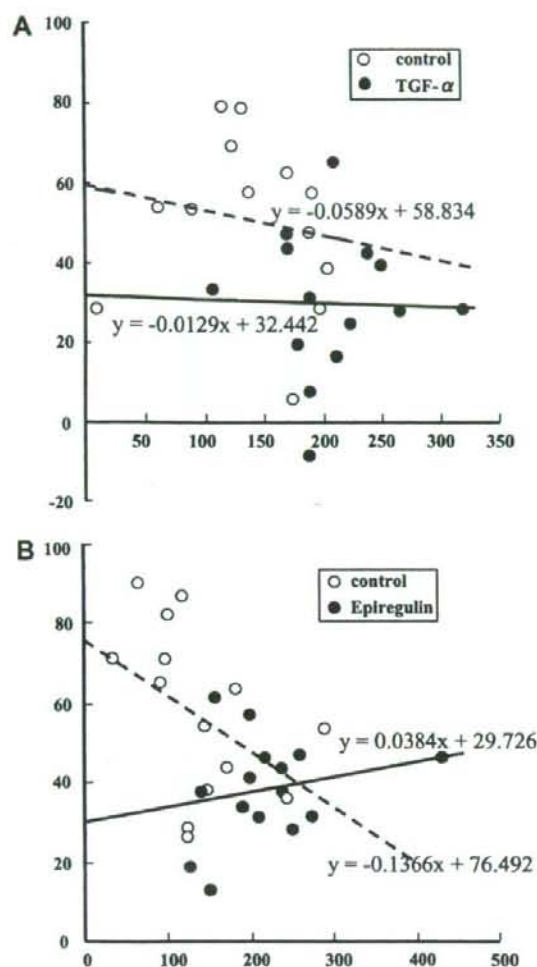 A
100
80
60
40
20
0
-20
50 100 150 200 250 300 350
control
TGF-α
y = -0.0589x + 58.834
y = -0.0129x + 32.442
B
100
80
60
40
20
0
0 100 200 300 400 500
control
Epiregulin
y = 0.0384x + 29.726
y = -0.1366x + 76.492